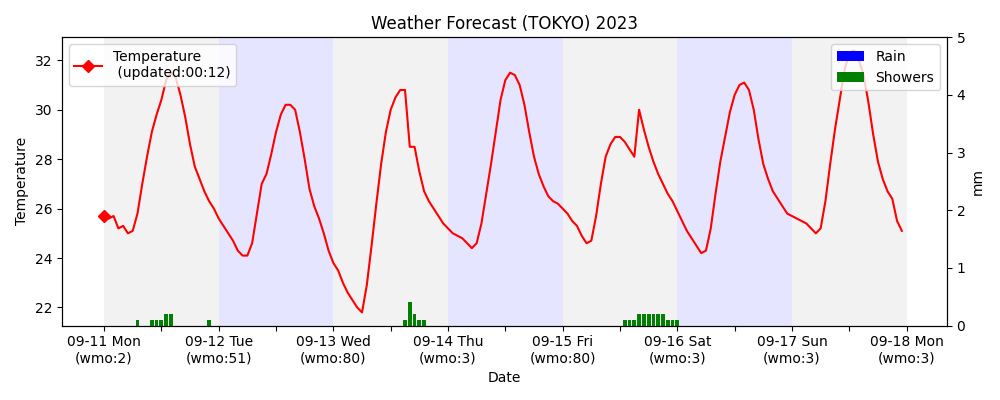 Weather Forecast (TOKYO) 2023
Temperature
(updated:00:12)
Rain
Showers
Temperature
32
30
28
26
24
22
5
4
3
2
1
0
mm
09-11 Mon
(wmo:2)
09-12 Tue
(wmo:51)
09-13 Wed
(wmo:80)
09-14 Thu
(wmo:3)
09-15 Fri
(wmo:80)
09-16 Sat
(wmo:3)
09-17 Sun
(wmo:3)
09-18 Mon
(wmo:3)
Date